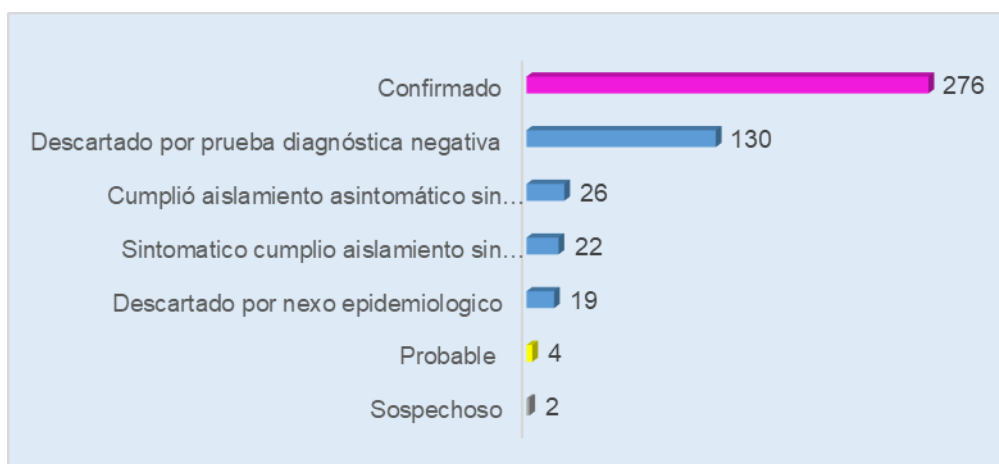 Confirmado 276
Descartado por prueba diagnóstica negativa 130
Cumplió aislamiento asintomático sin… 26
Sintomatico cumplio aislamiento sin… 22
Descartado por nexo epidemiologico 19
Probable 4
Sospechoso 2